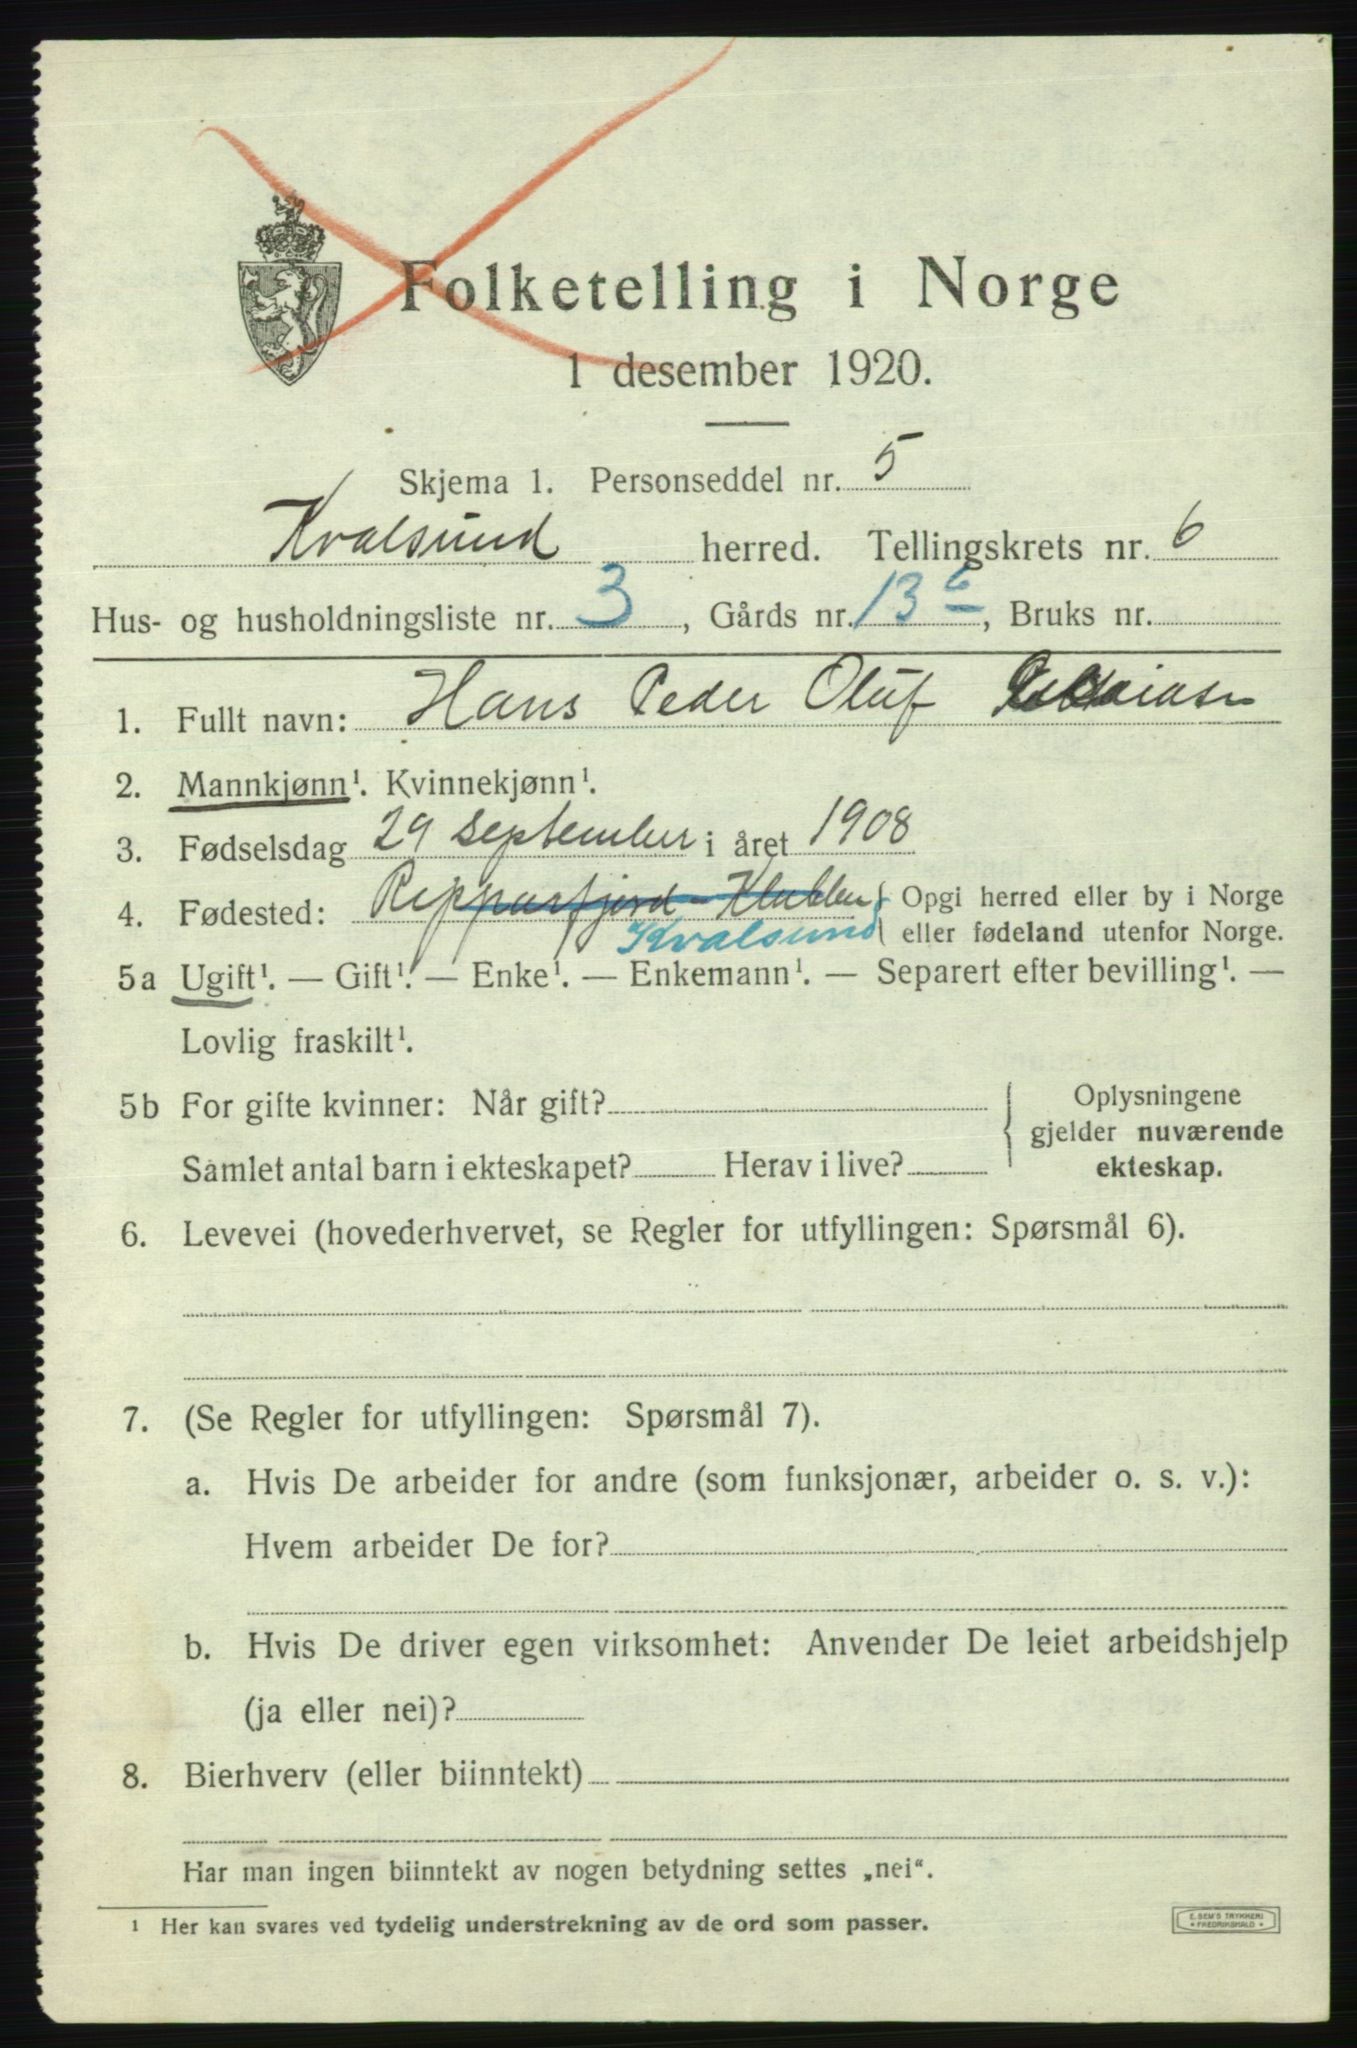 Folketelling i Norge
1 desember 1920.
Skjema 1. Personseddel nr. 5
Kvalsund herred. Tellingskrets nr. 6
Hus- og husholdningsliste nr. 3, Gårds nr. 13 6, Bruks nr.
1. Fullt navn: Hans Peder Oluf
2. Mannkjønn¹. Kvinnekjønn¹.
3. Fødselsdag 29 september i året 1908
4. Fødested: Repparfjord - Klubben { Opgi herred eller by i Norge
Kvalsund eller fødeland utenfor Norge.
5a Ugift¹. — Gift¹. — Enke¹. — Enkemann¹. — Separert efter bevilling¹. —
Lovlig fraskilt¹.
5b For gifte kvinner: Når gift? { Oplysningene
gjelder nuværende
Samlet antal barn i ekteskapet? Herav i live? ekteskap.
6. Levevei (hovederhvervet, se Regler for utfyllingen: Spørsmål 6).
7. (Se Regler for utfyllingen: Spørsmål 7).
a. Hvis De arbeider for andre (som funksjonær, arbeider o. s. v.):
Hvem arbeider De for?
b. Hvis De driver egen virksomhet: Anvender De leiet arbeidshjelp
(ja eller nei)?
8. Bierhverv (eller biinntekt)
Har man ingen biinntekt av nogen betydning settes „nei“.
¹ Her kan svares ved tydelig understrekning av de ord som passer.
E. SEM'S TRYKKERI
• FREDRIKSHALD •